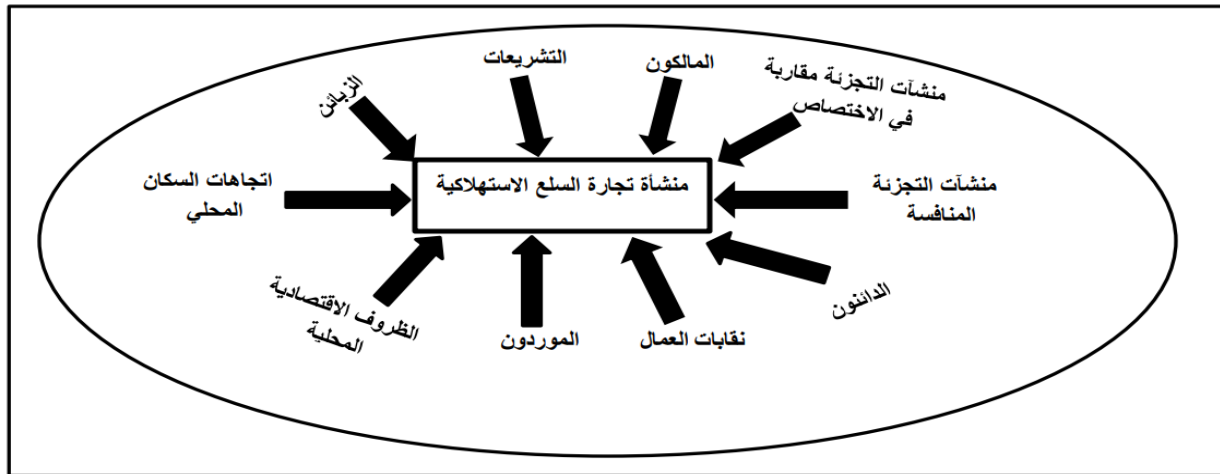 منشآت التجزئة مقاربة
في الاختصاص
المالكون
التشريعات
الزبائن
منشأة تجارة السلع الاستهلاكية
منشآت التجزئة
المنافسة
اتجاهات السكان
المحلي
الدائنون
نقابات العمال
الموردون
الظروف الاقتصادية
المحلية